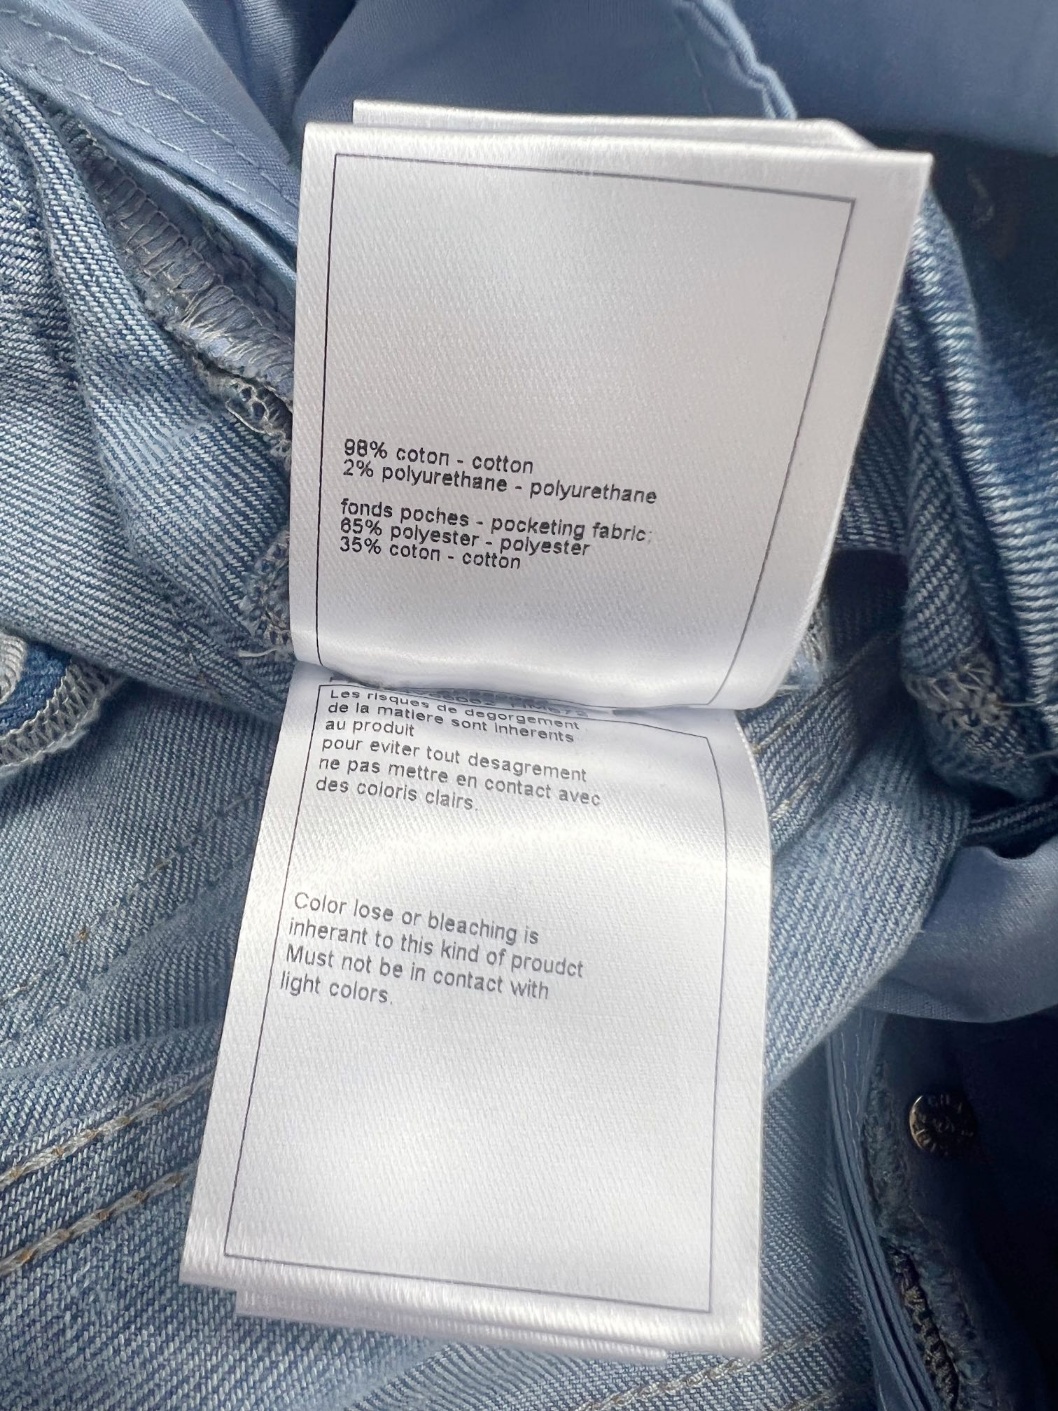 98% coton - cotton
2% polyurethane - polyurethane
fonds poches - pocketing fabric:
65% polyester - polyester
35% coton - cotton
Les risques de degorgement
de la matiere sont inherents
au produit
pour eviter tout desagrement
ne pas mettre en contact avec
des coloris clairs.
Color lose or bleaching is
inherant to this kind of proudct
Must not be in contact with
light colors.